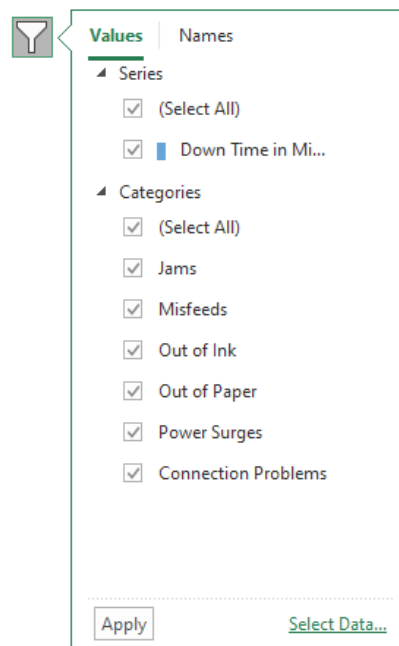 Values Names
Series
(Select All)
Down Time in Mi...
Categories
(Select All)
Jams
Misfeeds
Out of Ink
Out of Paper
Power Surges
Connection Problems
Apply Select Data...